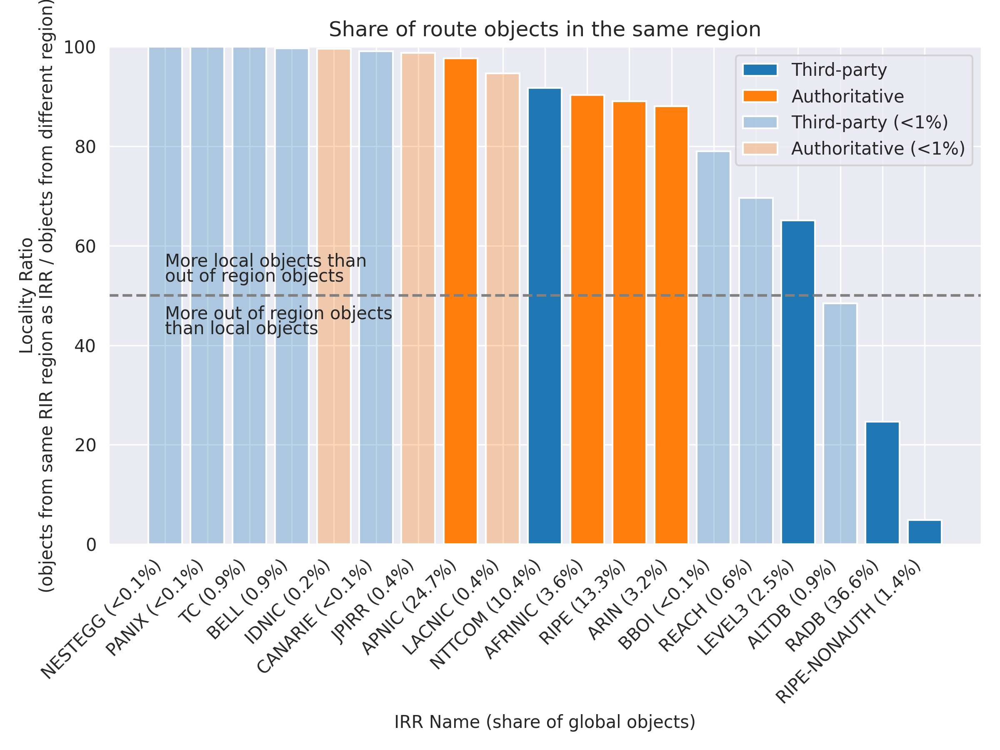 Share of route objects in the same region
Locality Ratio
(objects from same RIR region as IRR / objects from different region)
100
80
60
40
20
0
Third-party
Authoritative
Third-party (<1%)
Authoritative (<1%)
More local objects than
out of region objects
More out of region objects
than local objects
NESTEGG (<0.1%)
PANIX (<0.1%)
TC (0.9%)
BELL (0.9%)
IDNIC (0.2%)
CANARIE (<0.1%)
JPIRR (0.4%)
APNIC (24.7%)
LACNIC (0.4%)
NTTCOM (10.4%)
AFRINIC (3.6%)
RIPE (13.3%)
ARIN (3.2%)
BBOI (<0.1%)
REACH (0.6%)
LEVEL3 (2.5%)
ALTDB (0.9%)
RADB (36.6%)
RIPE-NONAUTH (1.4%)
IRR Name (share of global objects)